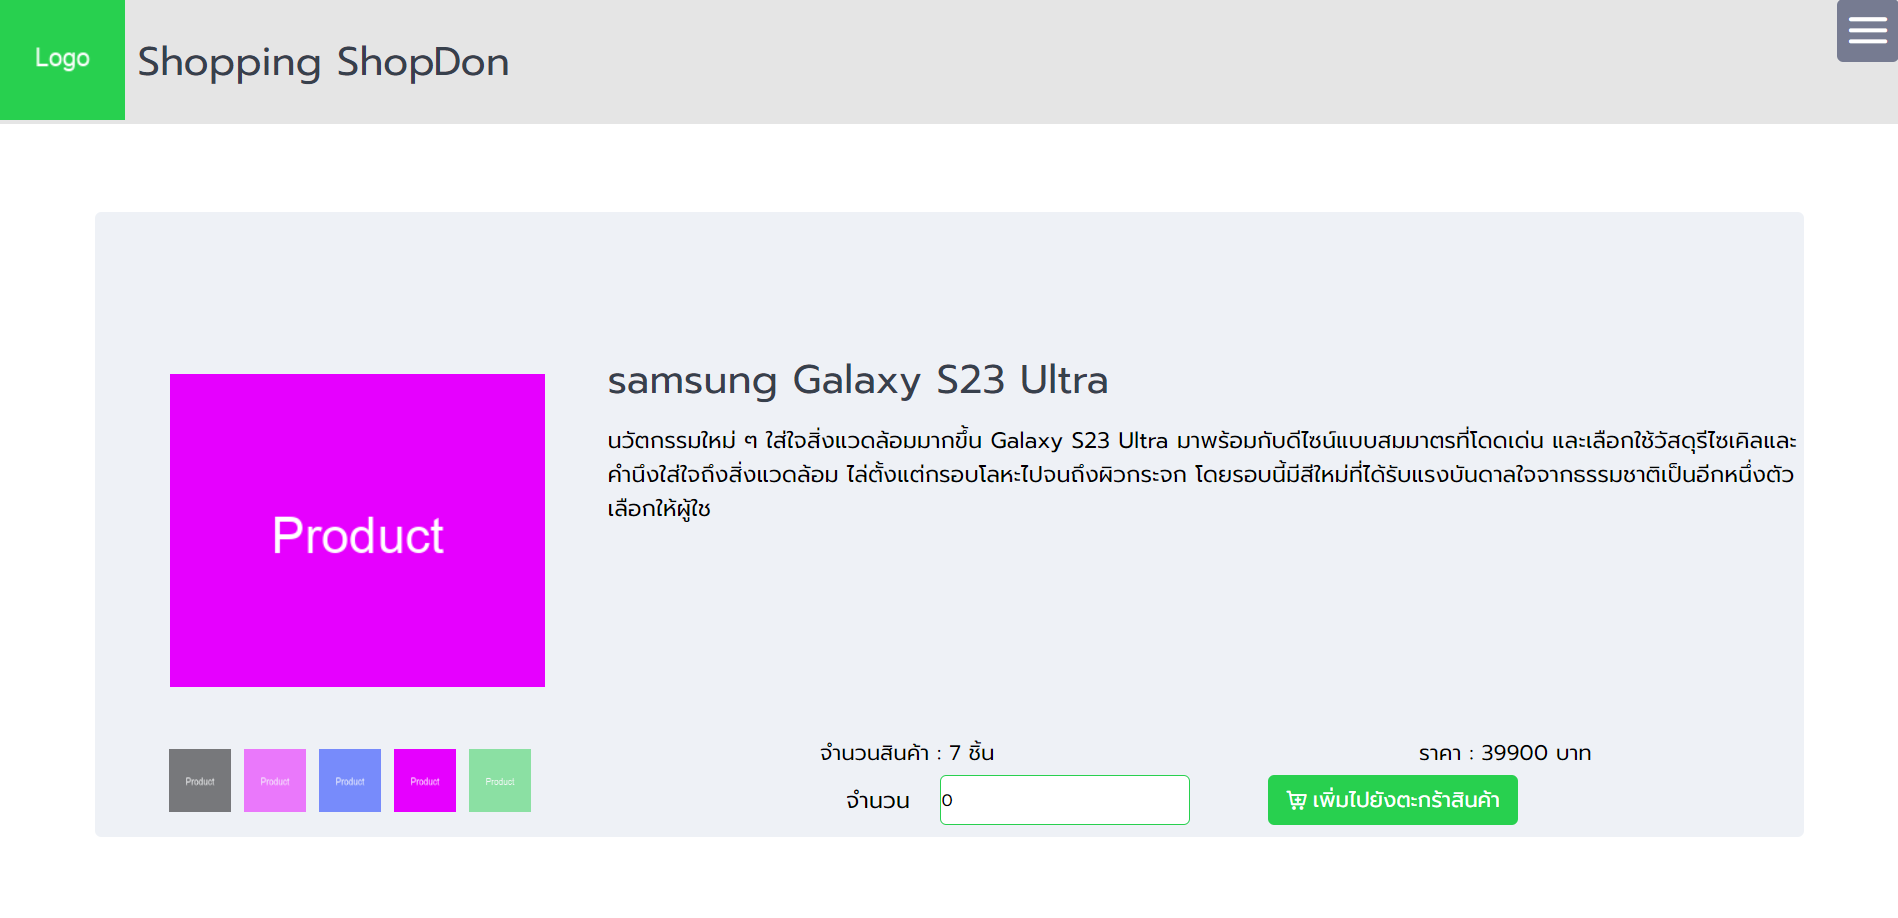 Logo
Shopping ShopDon
samsung Galaxy S23 Ultra
นวัตกรรมใหม่ ๆ ใส่ใจสิ่งแวดล้อมมากขึ้น Galaxy S23 Ultra มาพร้อมกับดีไซน์แบบสมมาตรที่โดดเด่น และเลือกใช้วัสดุรีไซเคิลและ
คำนึงใส่ใจถึงสิ่งแวดล้อม ไล่ตั้งแต่กรอบโลหะไปจนถึงผิวกระจก โดยรอบนี้มีสีใหม่ที่ได้รับแรงบันดาลใจจากธรรมชาติเป็นอีกหนึ่งตัว
เลือกให้ผู้ใช
Product
Product
Product
Product
Product
Product
จำนวนสินค้า : 7 ชิ้น
ราคา : 39900 บาท
จำนวน
0
เพิ่มไปยังตะกร้าสินค้า